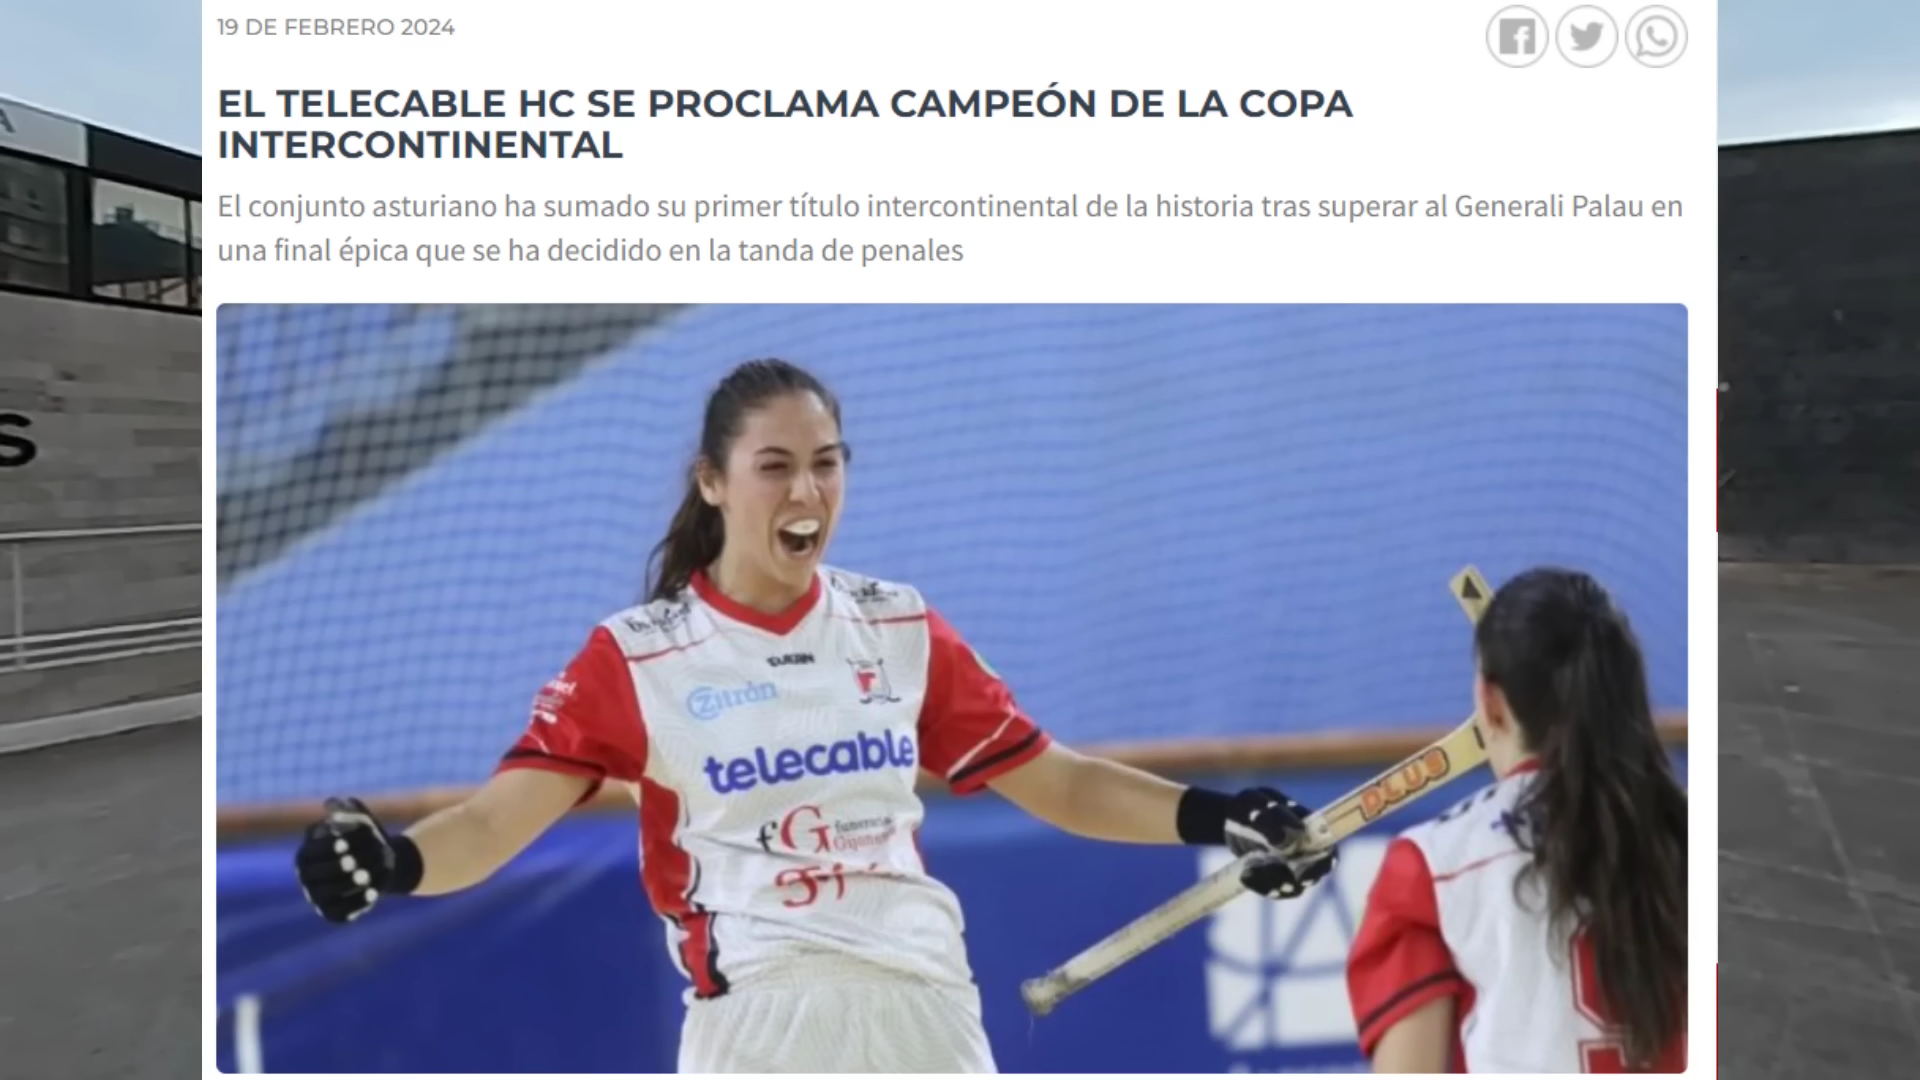 19 DE FEBRERO 2024
EL TELECABLE HC SE PROCLAMA CAMPEÓN DE LA COPA
INTERCONTINENTAL
El conjunto asturiano ha sumado su primer título intercontinental de la historia tras superar al Generali Palau en
una final épica que se ha decidido en la tanda de penales
A
S
Zitrón
telecable
fG
PLUS